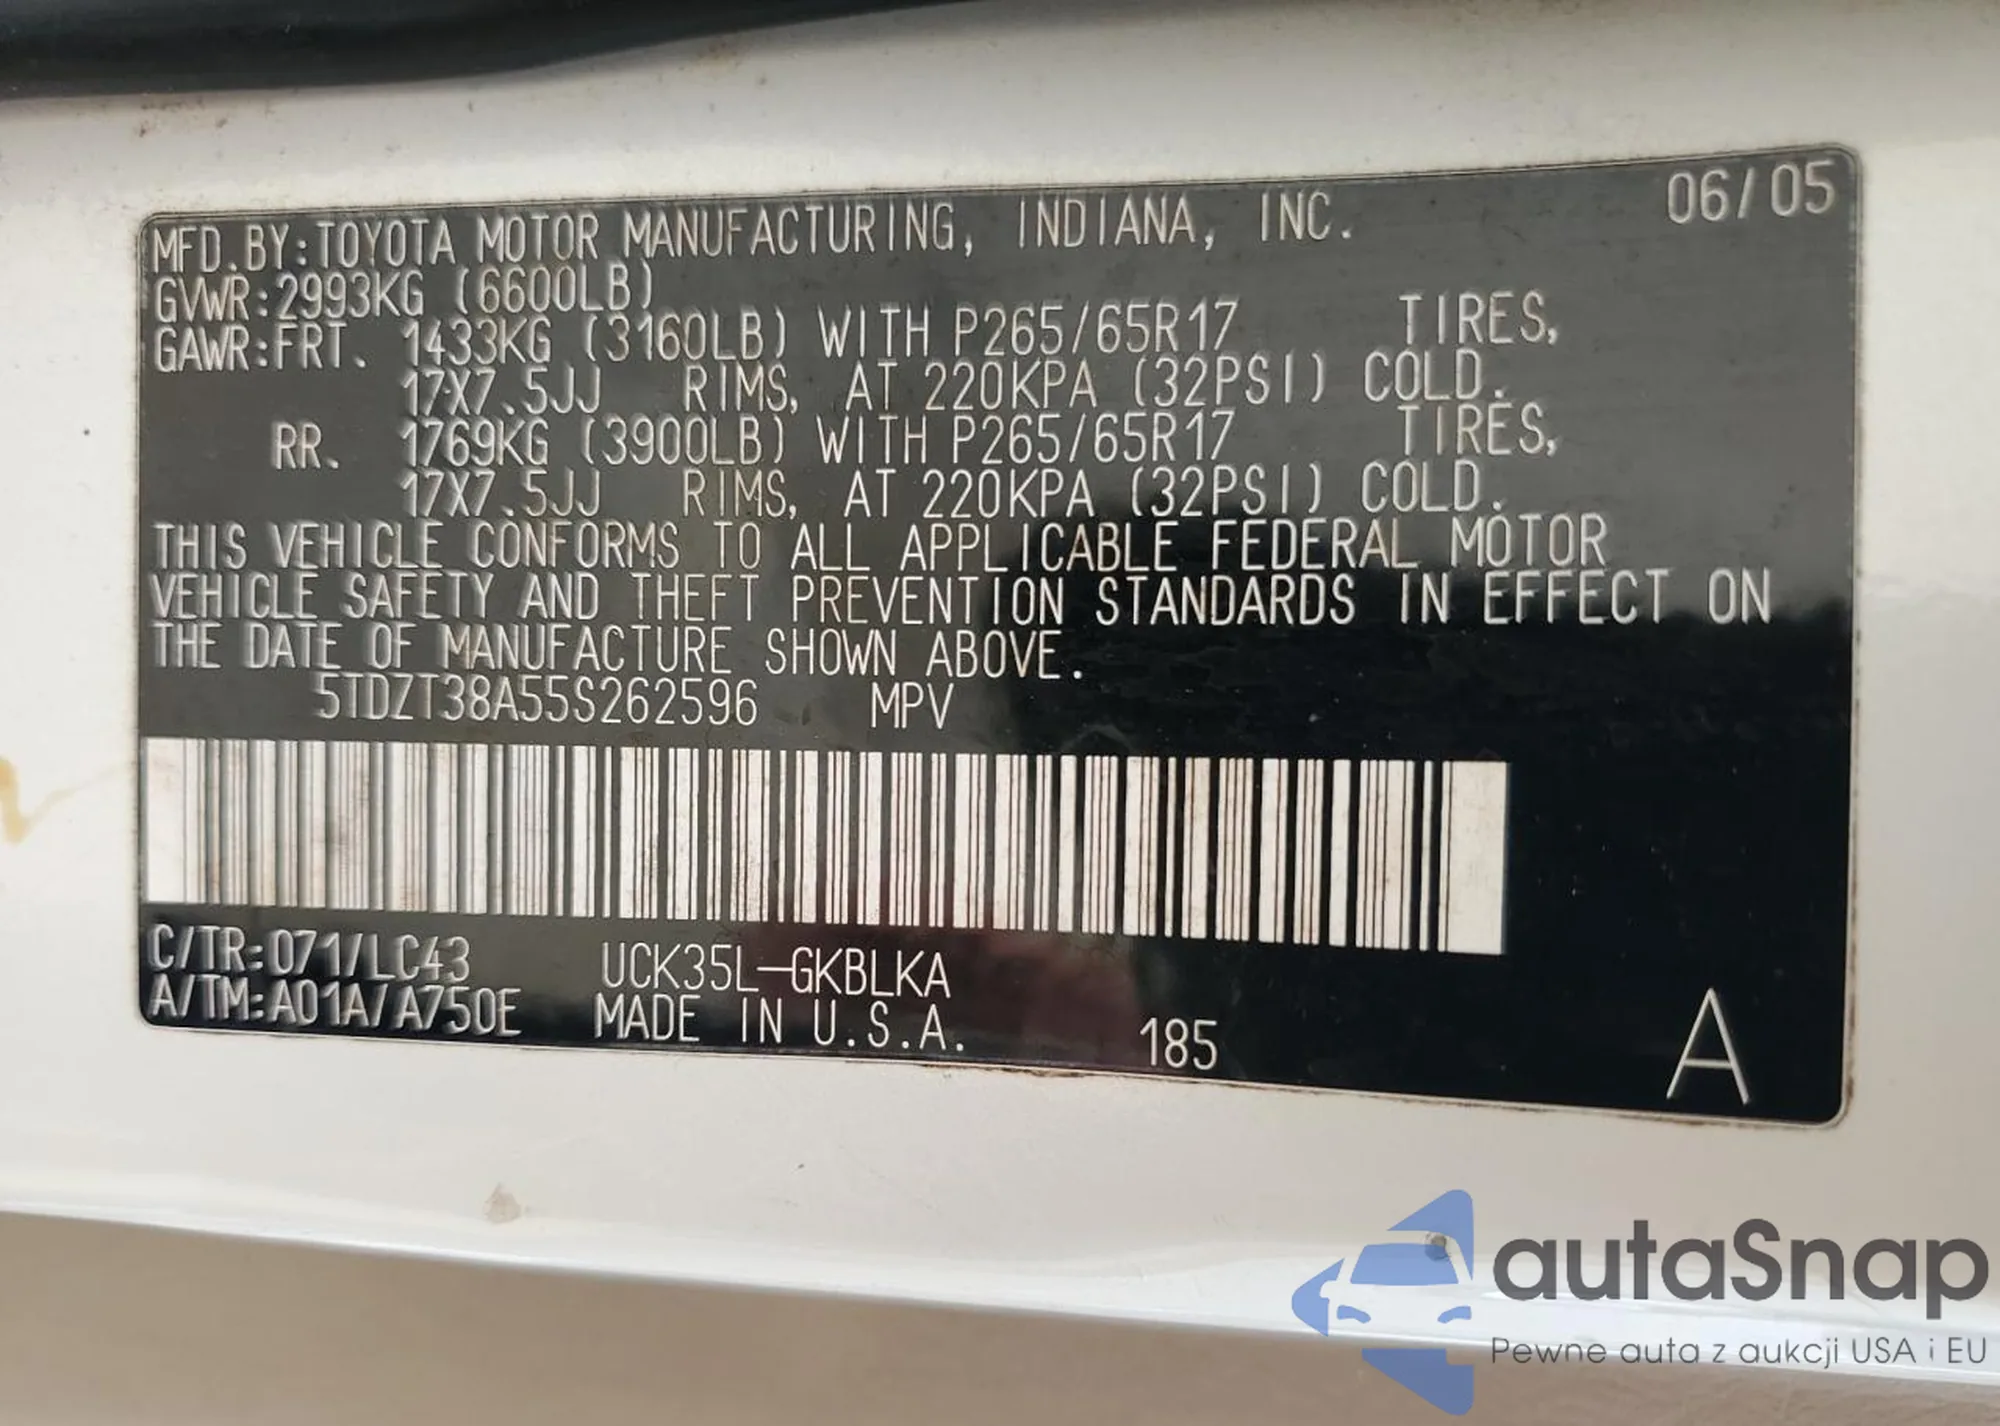 06/05
MFD.BY:TOYOTA MOTOR MANUFACTURING, INDIANA, INC.
GVWR:2993KG (6600LB)
GAWR:FRT. 1433KG (3160LB) WITH P265/65R17 TIRES,
17X7.5JJ RIMS, AT 220KPA (32PSI) COLD.
RR. 1769KG (3900LB) WITH P265/65R17 TIRES,
17X7.5JJ RIMS, AT 220KPA (32PSI) COLD.
THIS VEHICLE CONFORMS TO ALL APPLICABLE FEDERAL MOTOR
VEHICLE SAFETY AND THEFT PREVENTION STANDARDS IN EFFECT ON
THE DATE OF MANUFACTURE SHOWN ABOVE.
5TDZT38A55S262596 MPV
C/TR:071/LC43 UCK35L-GKBLKA
A/TM:A01A/A750E MADE IN U.S.A. 185
A
autaSnap
Pewne auta z aukcji USA i EU